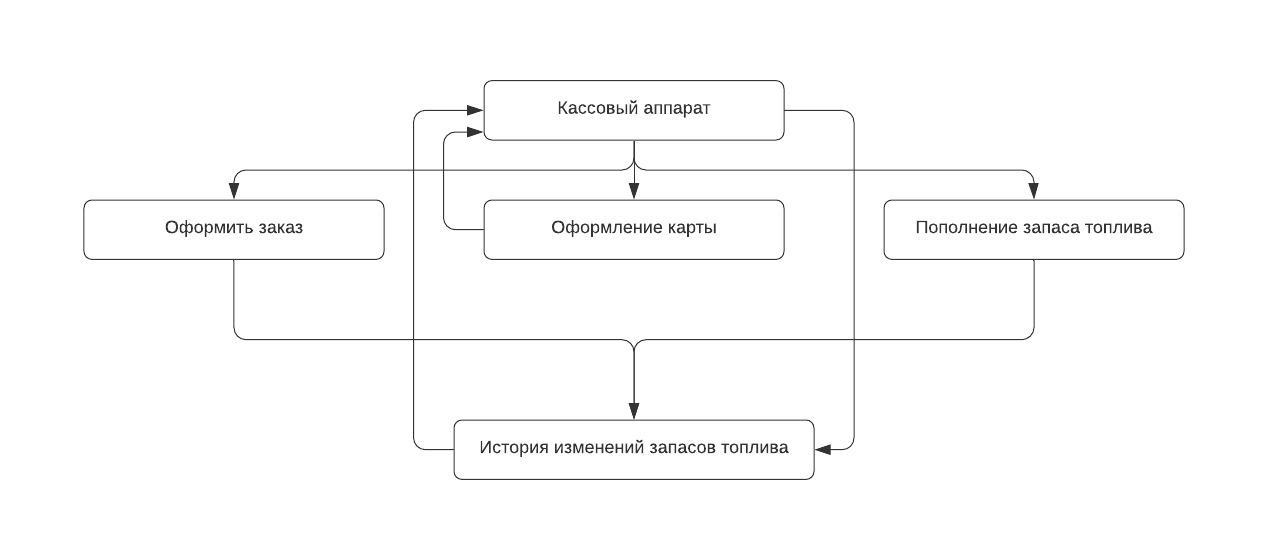 Кассовый аппарат
Оформить заказ
Оформление карты
Пополнение запаса топлива
История изменений запасов топлива